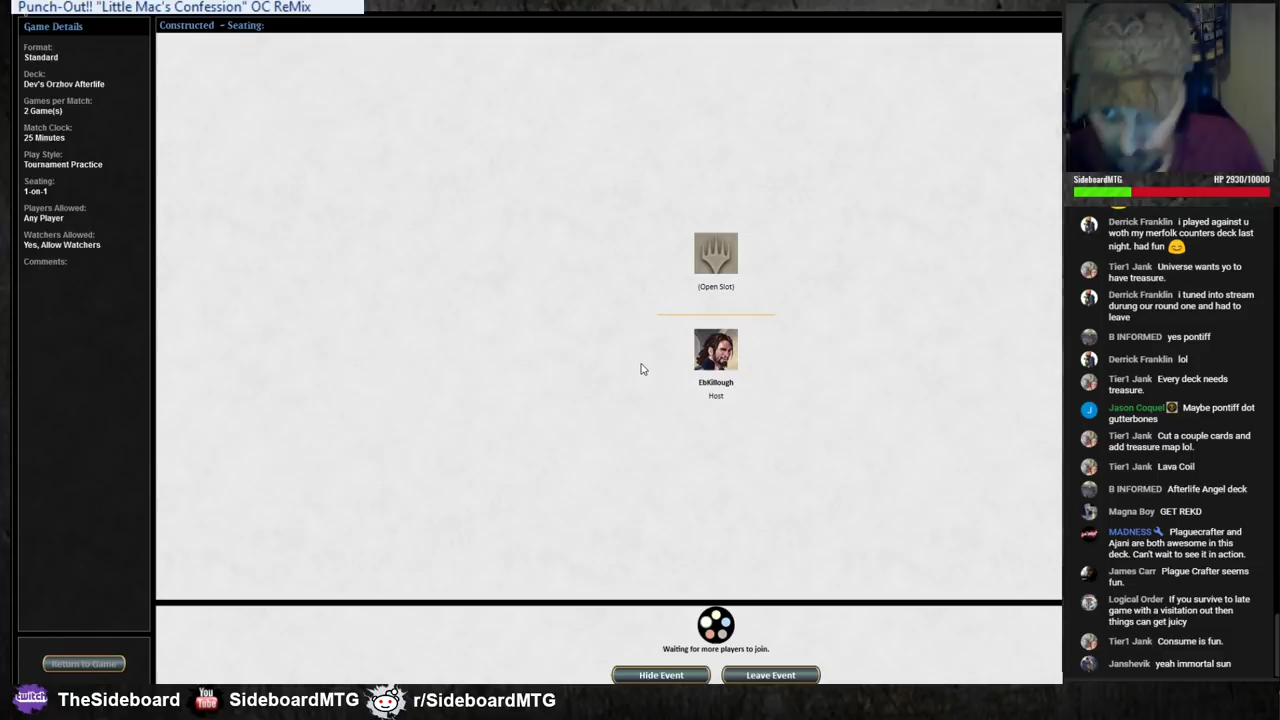 Punch-Out!! "Little Mac's Confession" OC ReMix
Game Details
Constructed - Seating:
Format:
Standard
Deck:
Dev's Orzhov Afterlife
Games per Match:
2 Game(s)
Match Clock:
25 Minutes
Play Style:
Tournament Practice
Seating:
1-on-1
Players Allowed:
Any Player
Watchers Allowed:
Yes, Allow Watchers
Comments:
(Open Slot)
EbKillough
Host
Waiting for more players to join.
Hide Event
Leave Event
Return to Game
SideboardMTG HP 2930/10000
Derrick Franklin i played against u
woth my merfolk counters deck last
night. had fun
Tier1 Jank Universe wants yo to
have treasure.
Derrick Franklin i tuned into stream
durung our round one and had to
leave
B INFORMED yes pontiff
Derrick Franklin lol
Tier1 Jank Every deck needs
treasure.
Jason Coquel Maybe pontiff dot
gutterbones
Tier1 Jank Cut a couple cards and
add treasure map lol.
Tier1 Jank Lava Coil
B INFORMED Afterlife Angel deck
Magna Boy GET REKD
MADNESS Plaguecrafter and
Ajani are both awesome in this
deck. Can't wait to see it in action.
James Carr Plague Crafter seems
fun.
Logical Order If you survive to late
game with a visitation out then
things can get juicy
Tier1 Jank Consume is fun.
Janshevik yeah immortal sun
twitch TheSideboard You Tube SideboardMTG r/SideboardMTG